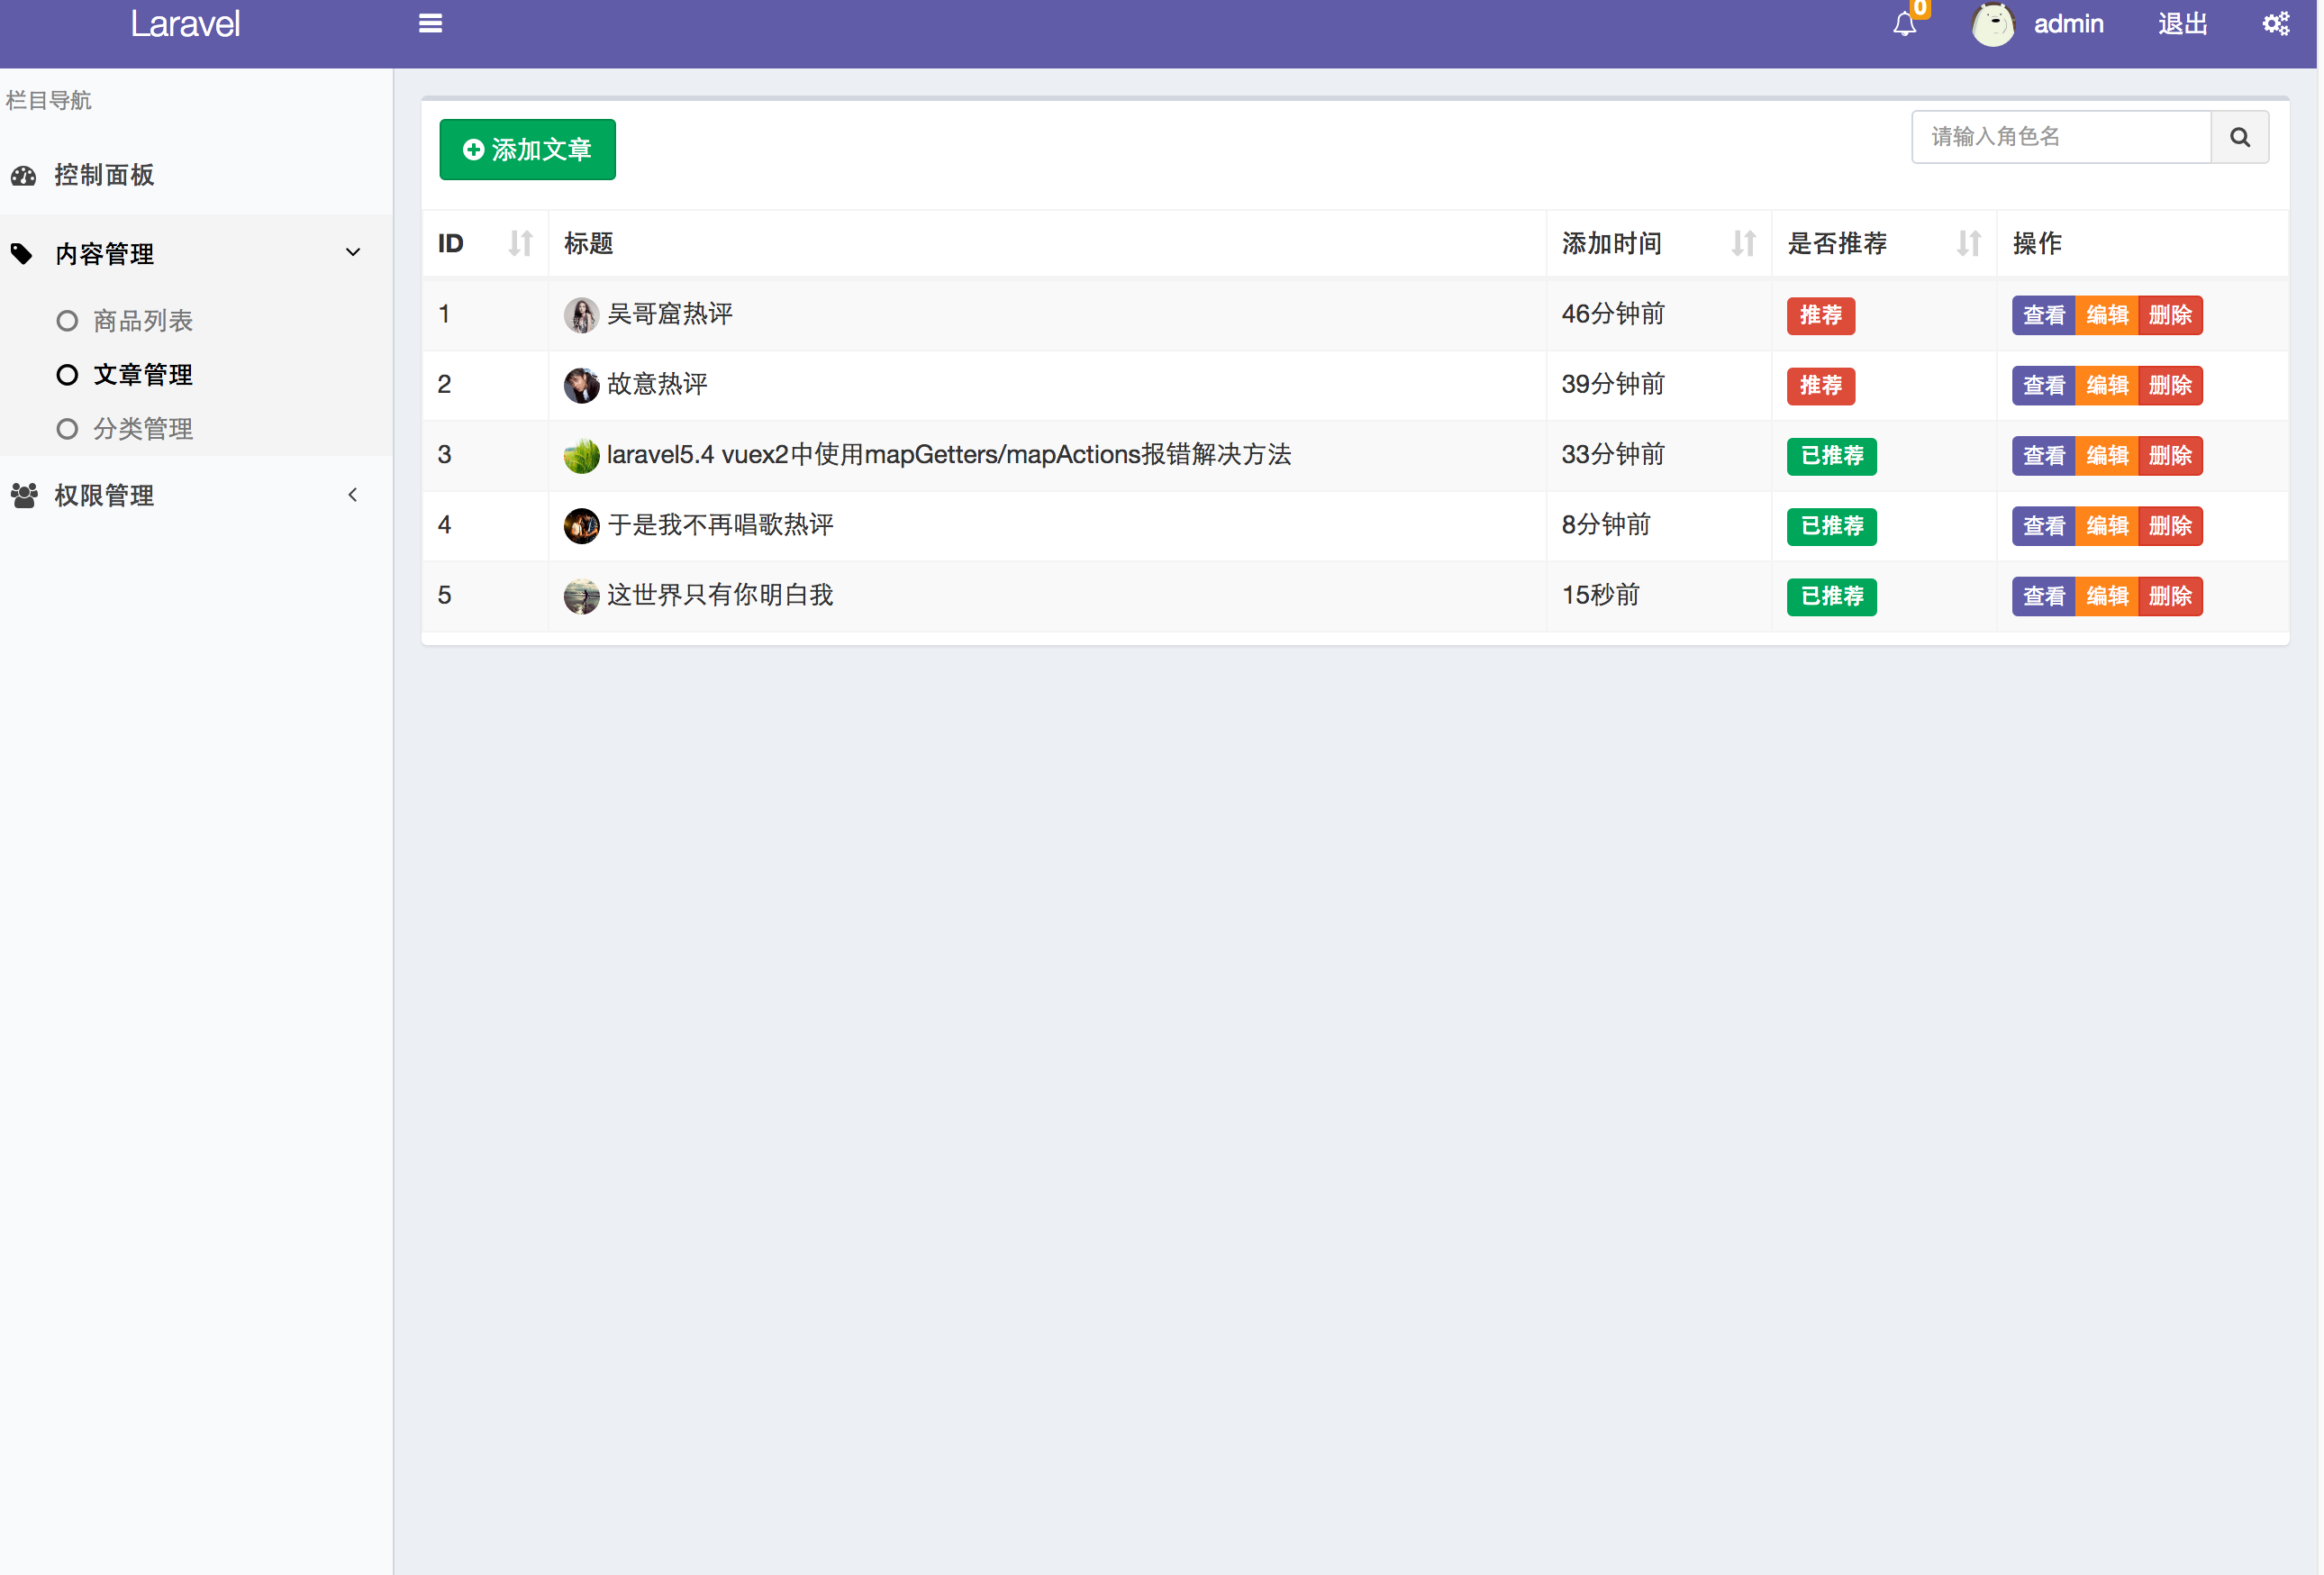 Laravel
0
admin
退出
栏目导航
控制面板
内容管理
商品列表
文章管理
分类管理
权限管理
添加文章
请输入角色名
ID 标题 添加时间 是否推荐 操作
1 吴哥窟热评 46分钟前 推荐 查看 编辑 删除
2 故意热评 39分钟前 推荐 查看 编辑 删除
3 laravel5.4 vuex2中使用mapGetters/mapActions报错解决方法 33分钟前 已推荐 查看 编辑 删除
4 于是我不再唱歌热评 8分钟前 已推荐 查看 编辑 删除
5 这世界只有你明白我 15秒前 已推荐 查看 编辑 删除